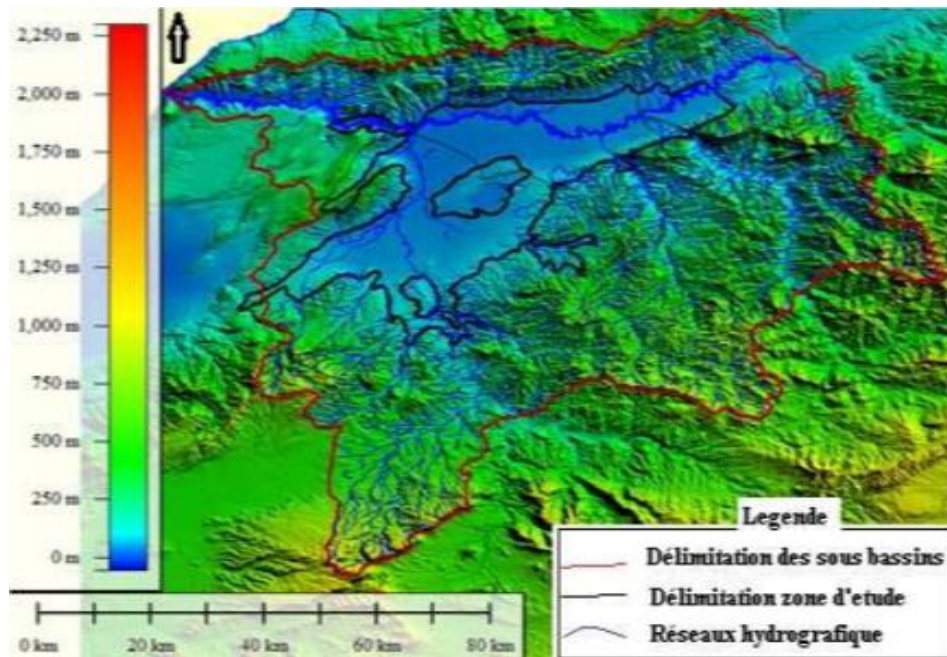 2,250 m
2,000 m
1,750 m
1,500 m
1,250 m
1,000 m
750 m
500 m
250 m
0 m
0 km 20 km 40 km 60 km 80 km
Legende
Délimitation des sous bassins
Délimitation zone d'etude
Réseaux hydrografique